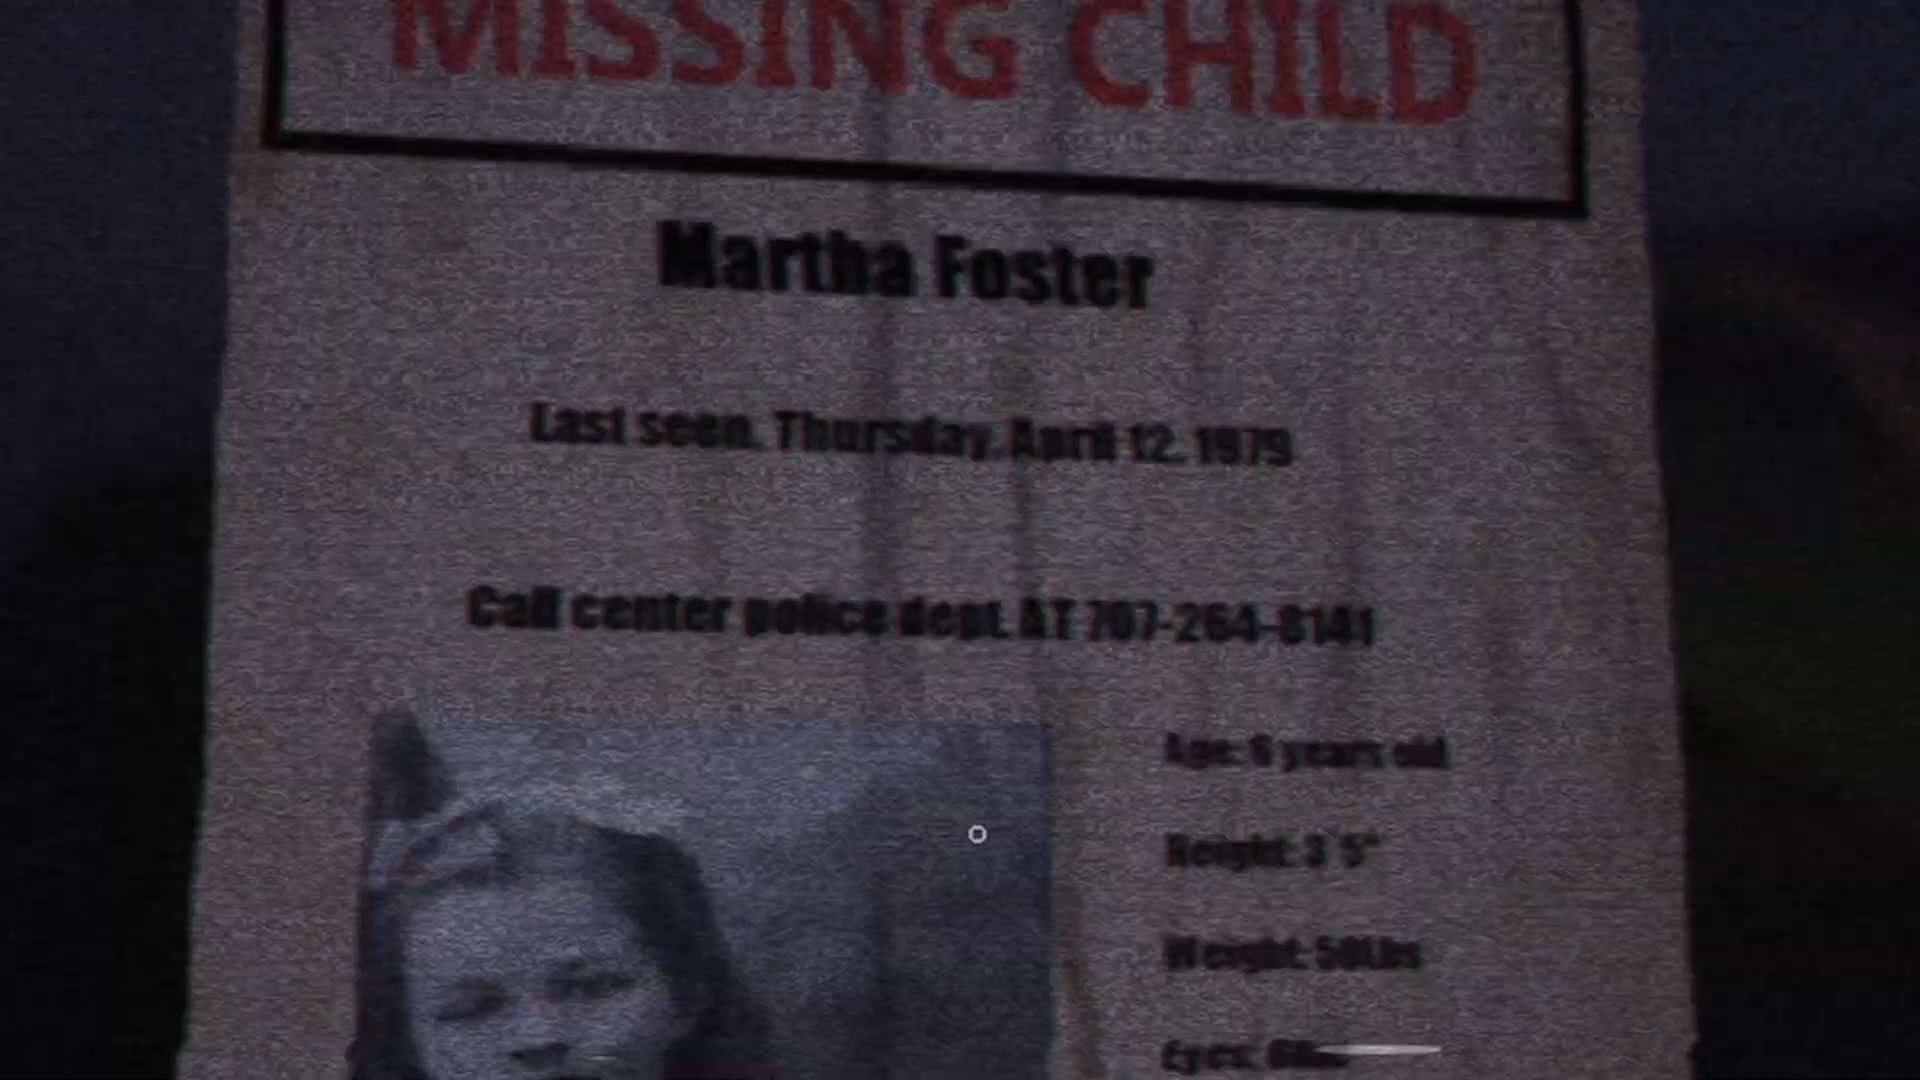 MISSING CHILD
Martha Foster
Last seen. Thursday. April 12. 1979
Call center police dept. AT 707-264-8141
Age: 6 years old
Height: 3'5"
Weight: 50Lbs
Eyes: